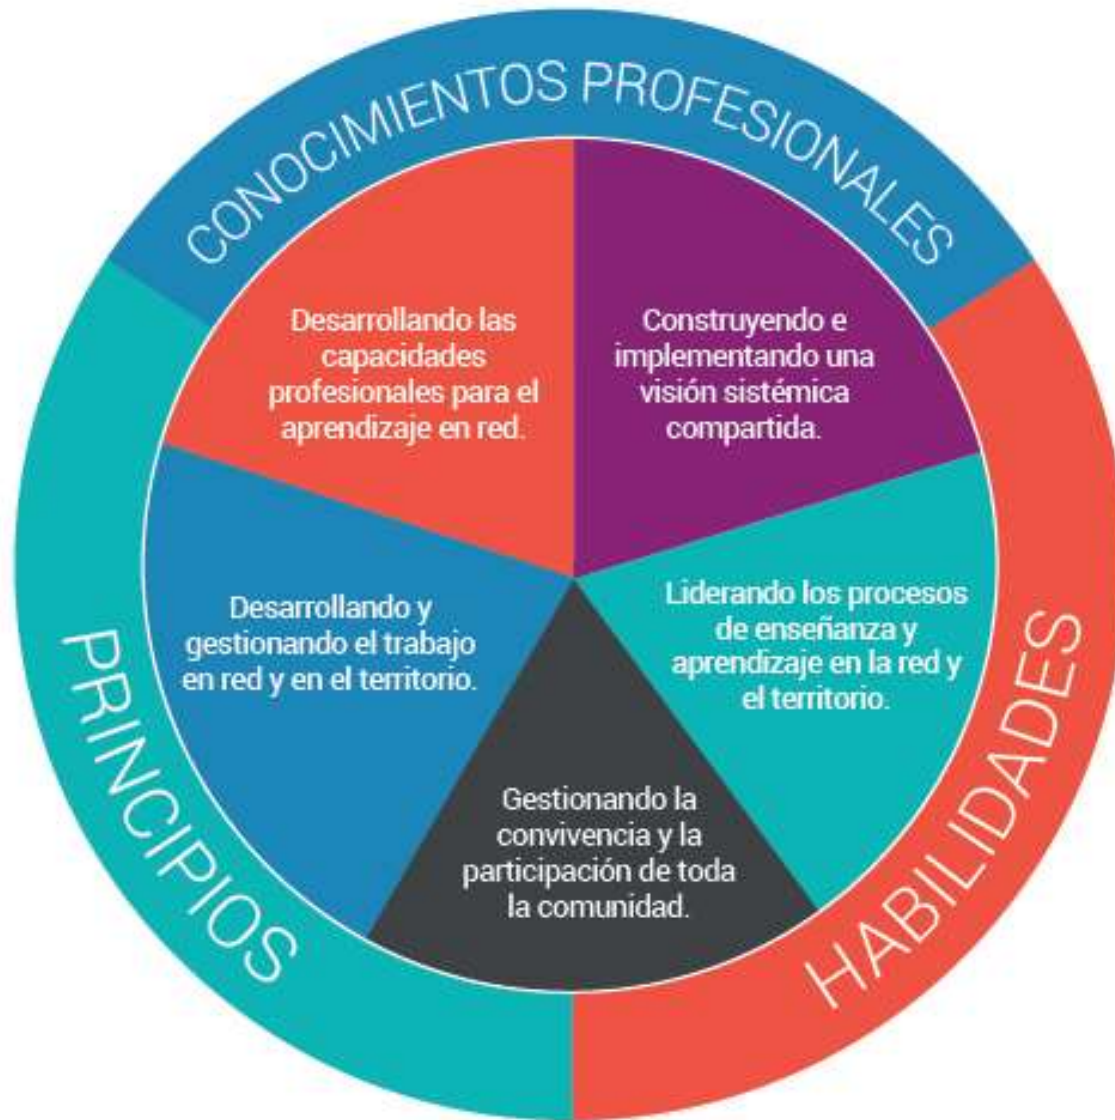 CONOCIMIENTOS PROFESIONALES
Desarrollando las
capacidades
profesionales para el
aprendizaje en red.
Construyendo e
implementando una
visión sistémica
compartida.
Desarrollando y
gestionando el trabajo
en red y en el territorio.
Liderando los procesos
de enseñanza y
aprendizaje en la red y
el territorio.
Gestionando la
convivencia y la
participación de toda
la comunidad.
PRINCIPIOS
HABILIDADES